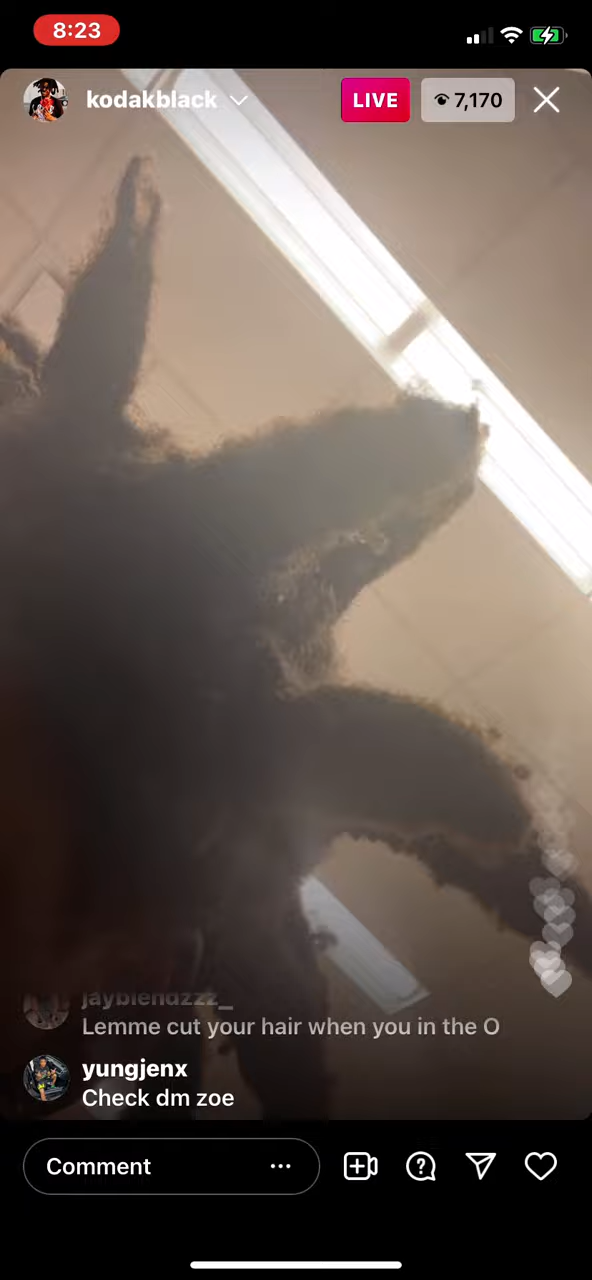 8:23
kodakblack
LIVE
7,170
jayblendzzz_
Lemme cut your hair when you in the O
yungjenx
Check dm zoe
Comment